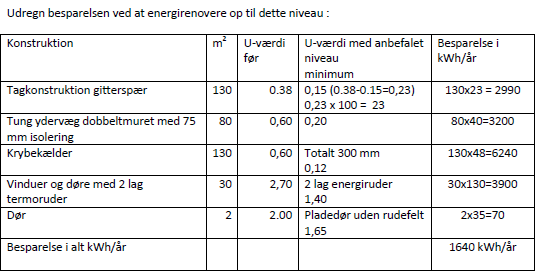 Udregn besparelsen ved at energirenovere op til dette niveau :
Konstruktion m² U-værdi før U-værdi med anbefalet niveau minimum Besparelse i kWh/år
Tagkonstruktion gitterspær 130 0.38 0,15 (0.38-0.15=0,23) 130x23 = 2990
0,23 x 100 = 23
Tung ydervæg dobbeltmuret med 75 mm isolering 80 0,60 0,20 80x40=3200
Krybekælder 130 0,60 Totalt 300 mm 130x48=6240
0,12
Vinduer og døre med 2 lag termoruder 30 2,70 2 lag energiruder 30x130=3900
1,40
Dør 2 2.00 Pladedør uden rudefelt 2x35=70
1,65
Besparelse i alt kWh/år 1640 kWh/år